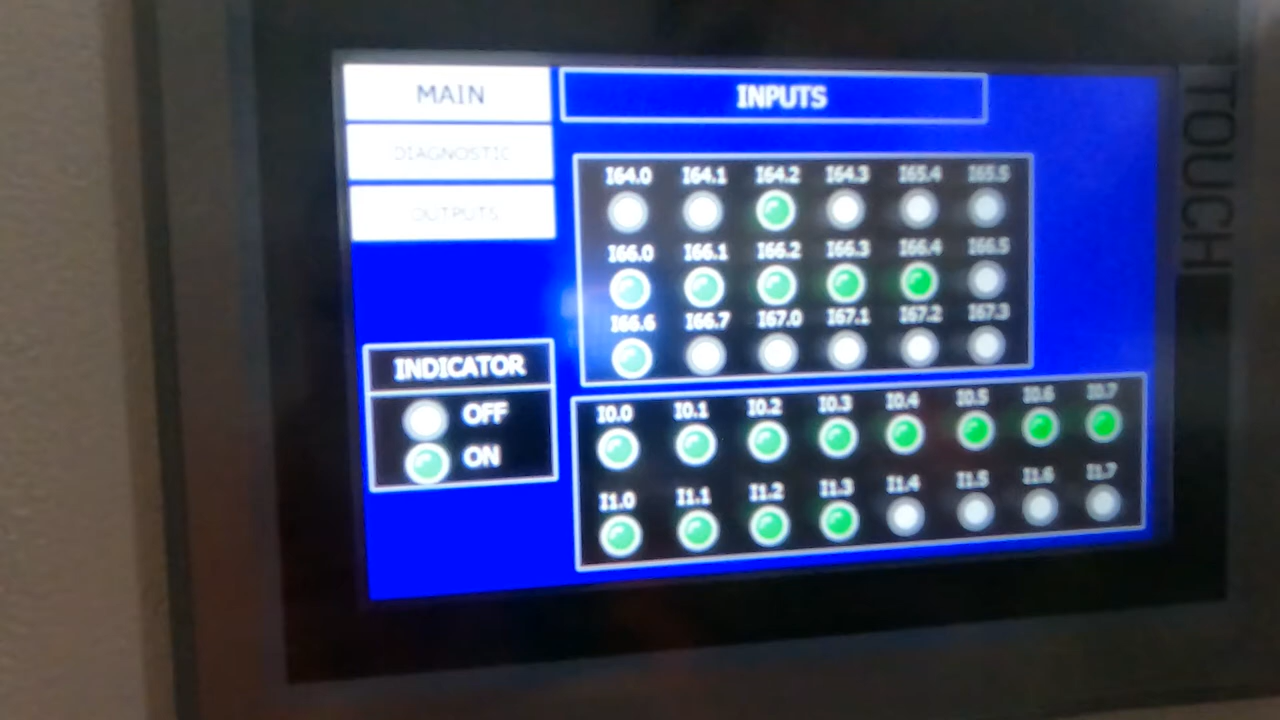 MAIN
INPUTS
DIAGNOSTIC
OUTPUTS
I64.0 I64.1 I64.2 I64.3 I65.4 I65.5
I66.0 I66.1 I66.2 I66.3 I66.4 I66.5
I66.6 I66.7 I67.0 I67.1 I67.2 I67.3
INDICATOR
OFF
ON
I0.0 I0.1 I0.2 I0.3 I0.4 I0.5 I0.6 I0.7
I1.0 I1.1 I1.2 I1.3 I1.4 I1.5 I1.6 I1.7
TOUCH